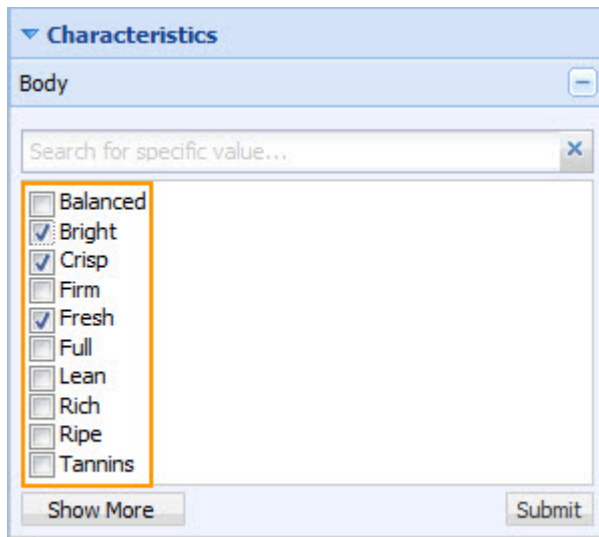 Characteristics
Body
Search for specific value...
Balanced
Bright
Crisp
Firm
Fresh
Full
Lean
Rich
Ripe
Tannins
Show More
Submit